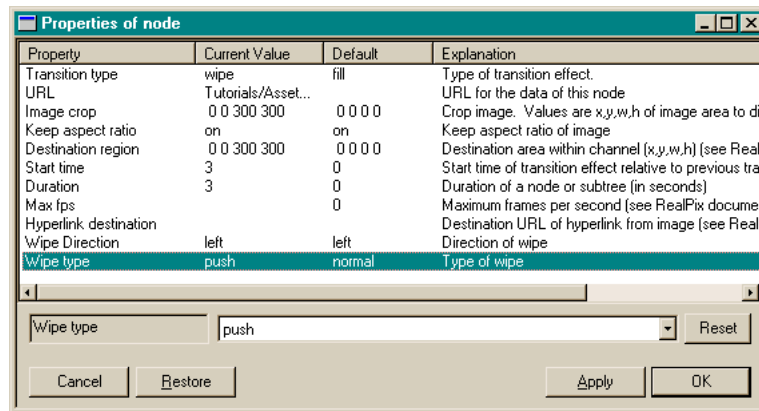 Properties of node
Property Current Value Default Explanation
Transition type wipe fill Type of transition effect.
URL Tutorials/Asset... URL for the data of this node
Image crop 0 0 300 300 0 0 0 0 Crop image. Values are x,y,w,h of image area to di
Keep aspect ratio on on Keep aspect ratio of image
Destination region 0 0 300 300 0 0 0 0 Destination area within channel (x,y,w,h) (see Real
Start time 3 0 Start time of transition effect relative to previous tra
Duration 3 0 Duration of a node or subtree (in seconds)
Max fps 0 Maximum frames per second (see RealPix docume
Hyperlink destination Destination URL of hyperlink from image (see Real
Wipe Direction left left Direction of wipe
Wipe type push normal Type of wipe
Wipe type push Reset
Cancel Restore Apply OK